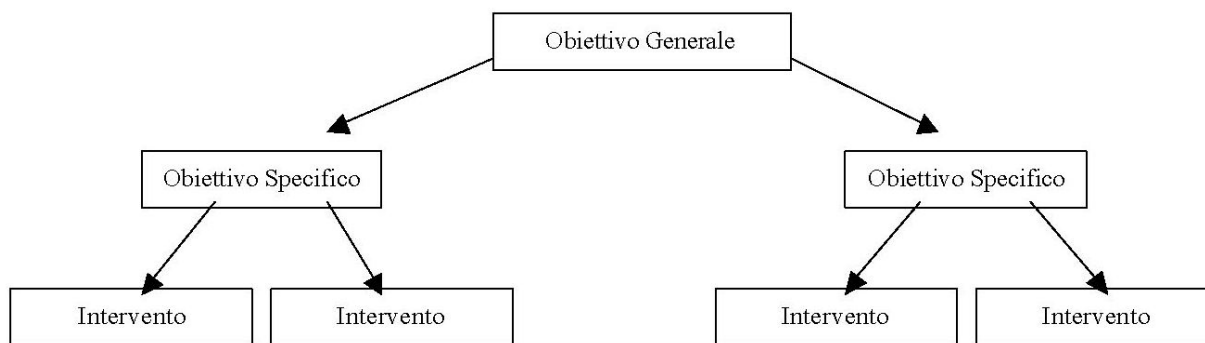 Obiettivo Generale
Obiettivo Specifico
Obiettivo Specifico
Intervento
Intervento
Intervento
Intervento